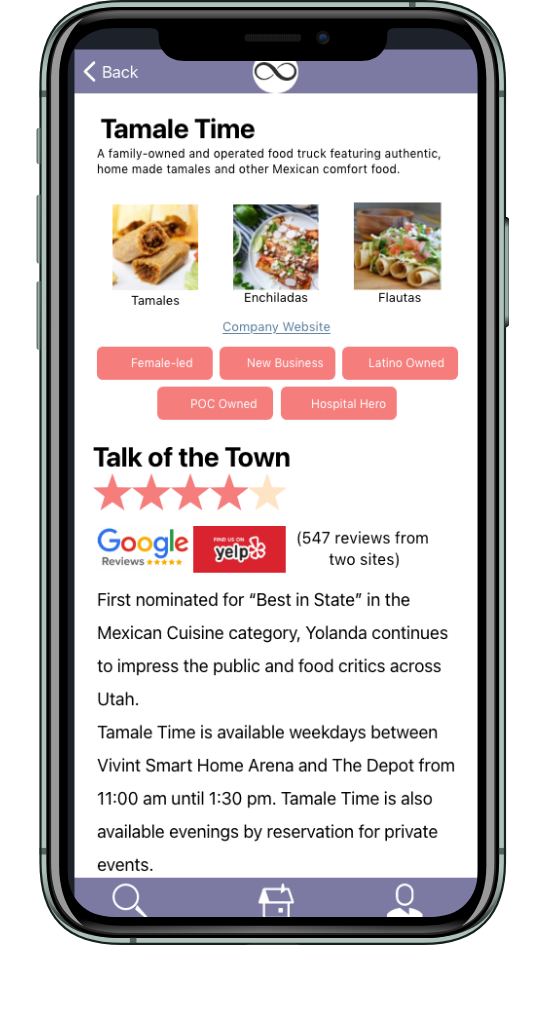 Back
Tamale Time
A family-owned and operated food truck featuring authentic,
home made tamales and other Mexican comfort food.
Tamales
Enchiladas
Flautas
Company Website
Female-led
New Business
Latino Owned
POC Owned
Hospital Hero
Talk of the Town
Google
Reviews
FIND US ON
yelp
(547 reviews from
two sites)
First nominated for “Best in State” in the
Mexican Cuisine category, Yolanda continues
to impress the public and food critics across
Utah.
Tamale Time is available weekdays between
Vivint Smart Home Arena and The Depot from
11:00 am until 1:30 pm. Tamale Time is also
available evenings by reservation for private
events.